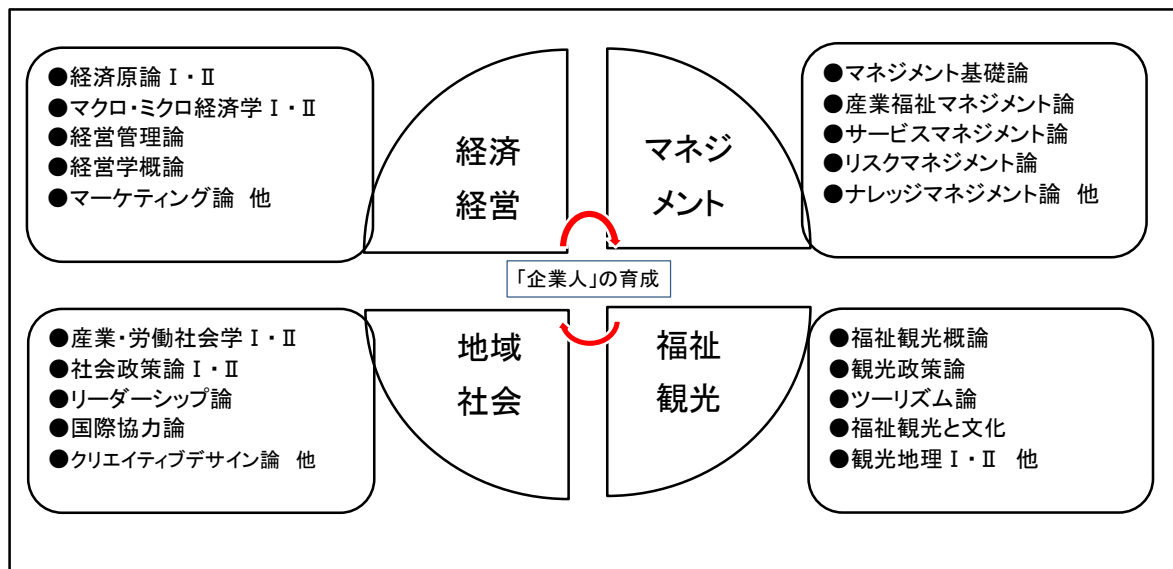 ●経済原論Ⅰ・Ⅱ
●マクロ・ミクロ経済学Ⅰ・Ⅱ
●経営管理論
●経営学概論
●マーケティング論 他
経済
経営
マネジ
メント
●マネジメント基礎論
●産業福祉マネジメント論
●サービスマネジメント論
●リスクマネジメント論
●ナレッジマネジメント論 他
「企業人」の育成
●産業・労働社会学Ⅰ・Ⅱ
●社会政策論Ⅰ・Ⅱ
●リーダーシップ論
●国際協力論
●クリエイティブデザイン論 他
地域
社会
福祉
観光
●福祉観光概論
●観光政策論
●ツーリズム論
●福祉観光と文化
●観光地理Ⅰ・Ⅱ 他